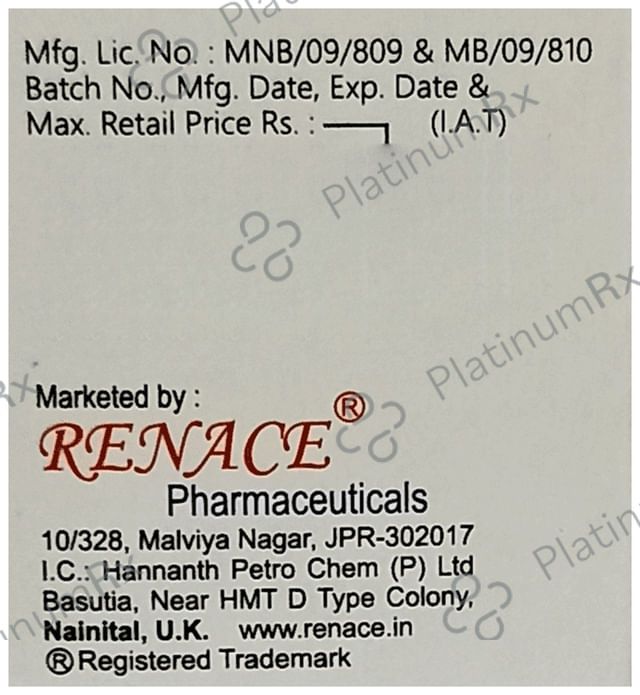 Mfg. Lic. No. : MNB/09/809 & MB/09/810
Batch No., Mfg. Date, Exp. Date &
Max. Retail Price Rs. : (I.A.T)
PlatinumRx
PlatinumRx
Marketed by :
RENACE®
Pharmaceuticals
10/328, Malviya Nagar, JPR-302017
I.C.: Hannanth Petro Chem (P) Ltd
Basutia, Near HMT D Type Colony,
Nainital, U.K. www.renace.in
®Registered Trademark